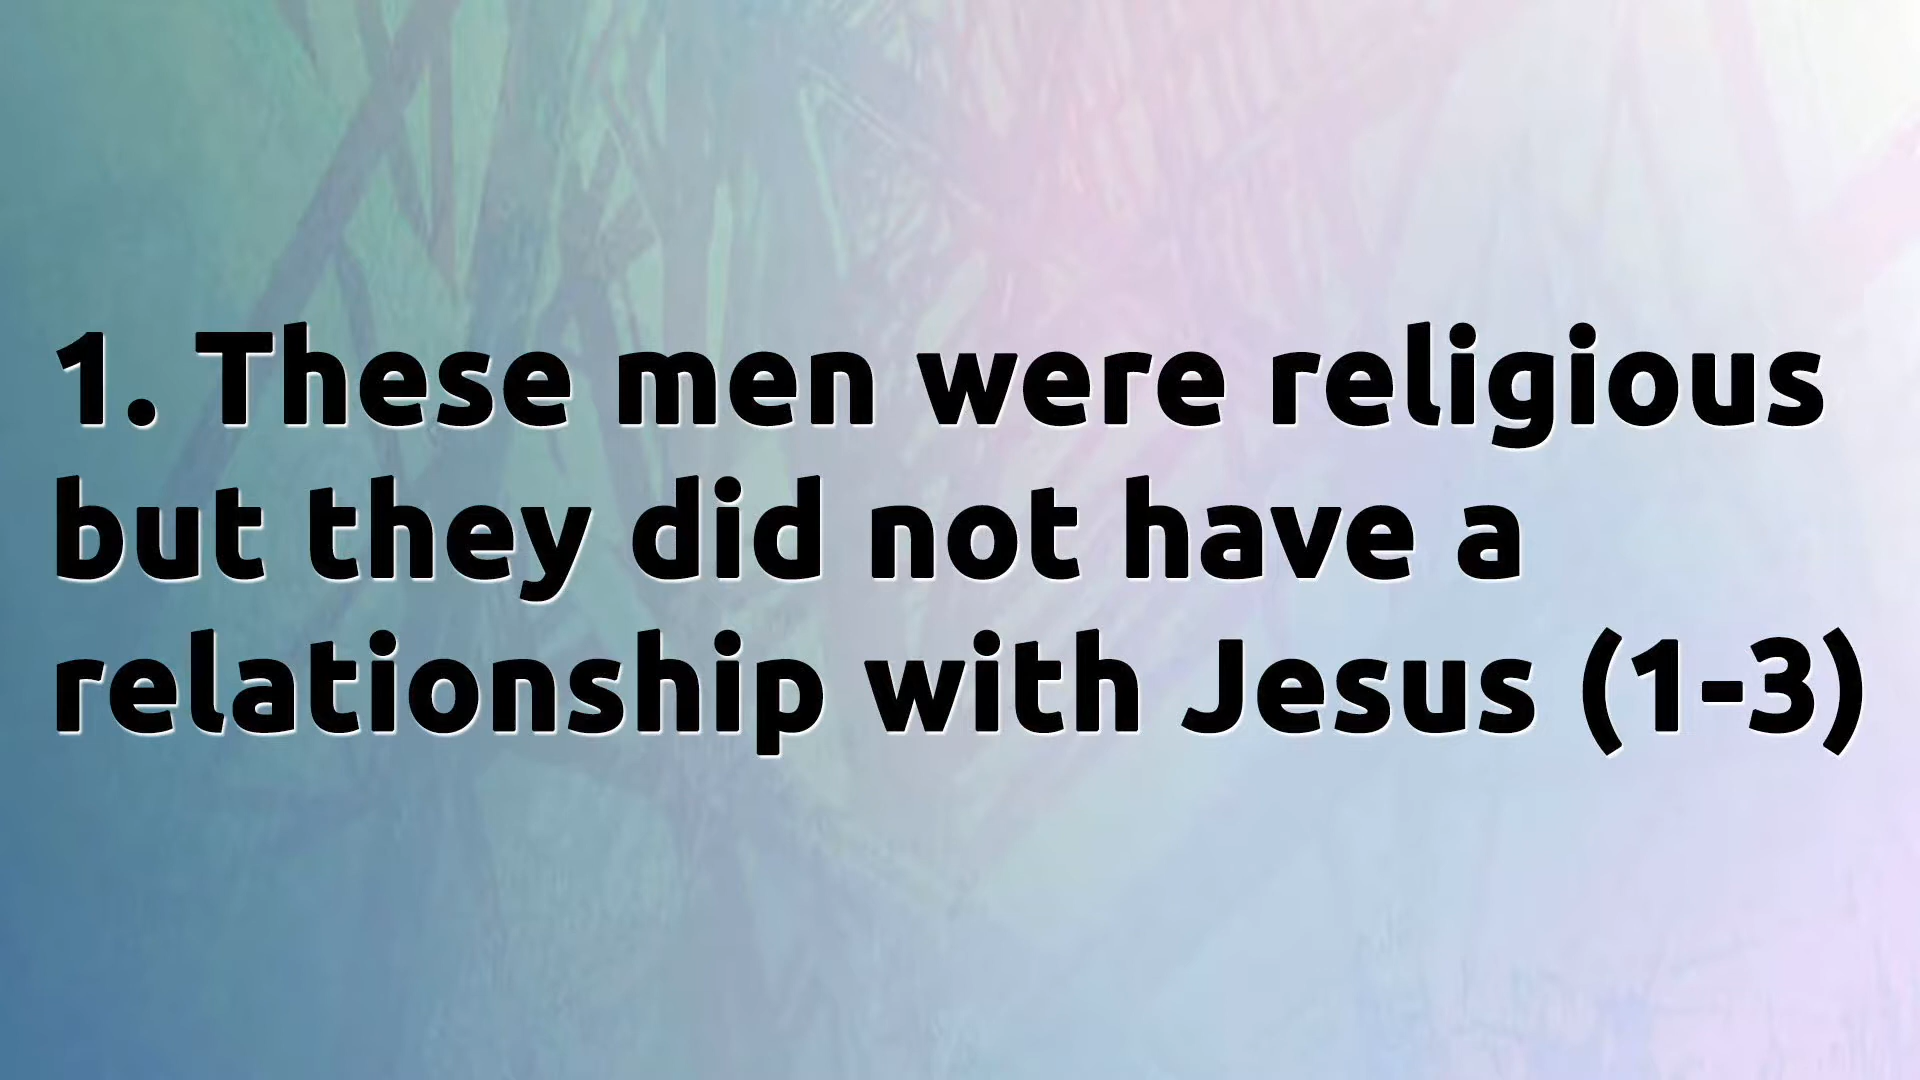 1. These men were religious
but they did not have a
relationship with Jesus (1-3)